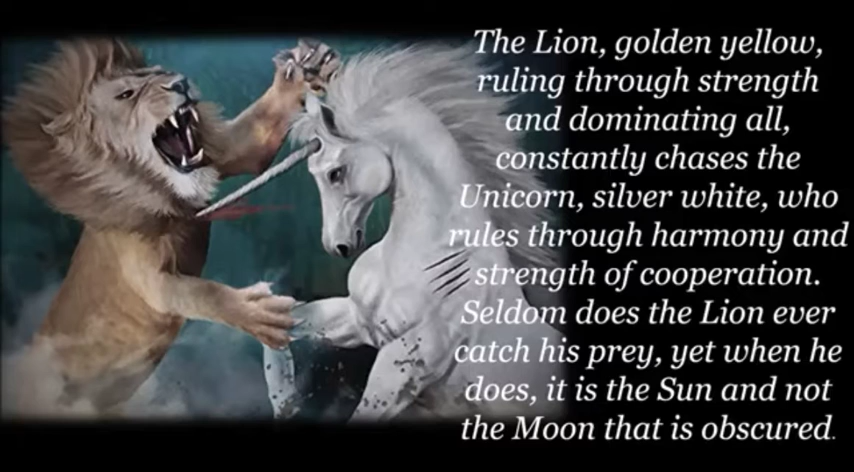 The Lion, golden yellow,
ruling through strength
and dominating all,
constantly chases the
Unicorn, silver white, who
rules through harmony and
strength of cooperation.
Seldom does the Lion ever
catch his prey, yet when he
does, it is the Sun and not
the Moon that is obscured.